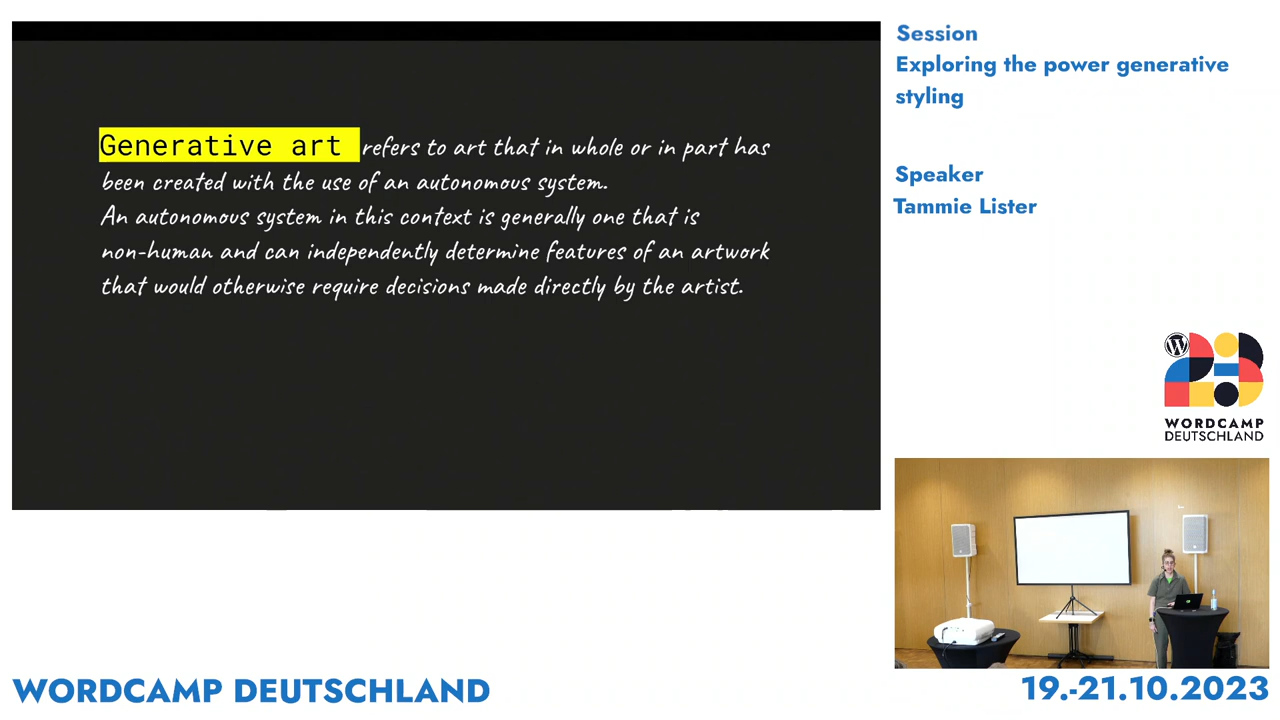 Generative art refers to art that in whole or in part has
been created with the use of an autonomous system.
An autonomous system in this context is generally one that is
non-human and can independently determine features of an artwork
that would otherwise require decisions made directly by the artist.
Session
Exploring the power generative
styling
Speaker
Tammie Lister
WORDCAMP
DEUTSCHLAND
WORDCAMP DEUTSCHLAND
19.-21.10.2023